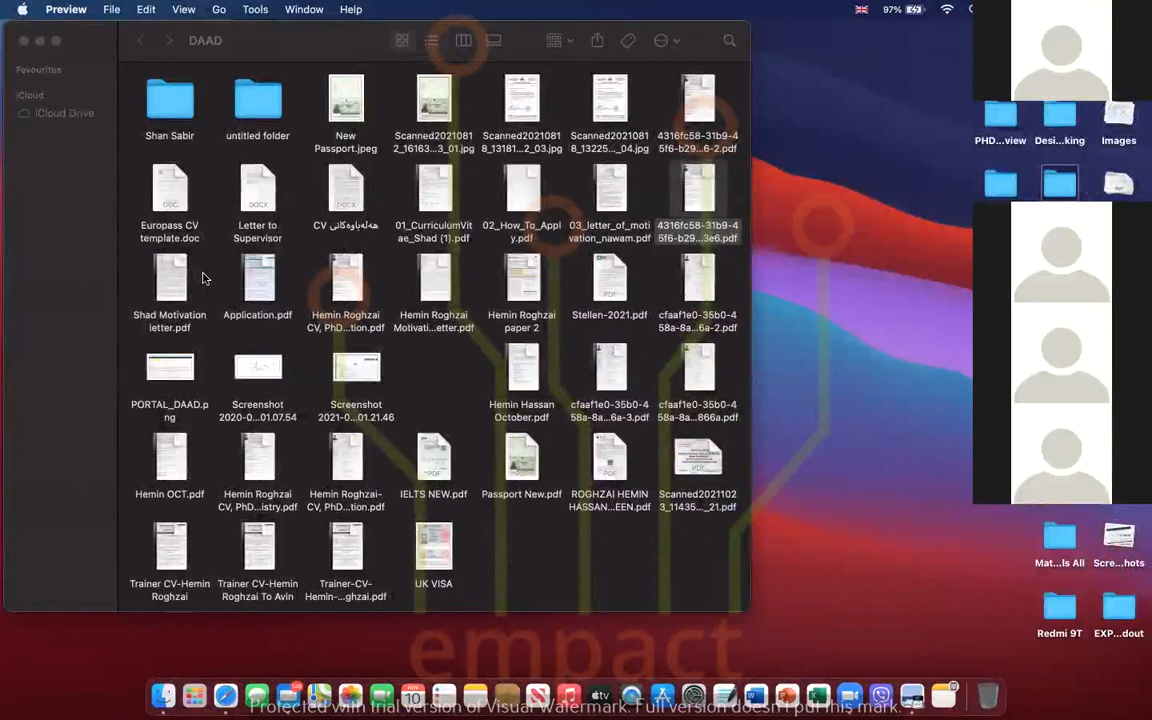 Preview File Edit View Go Tools Window Help
97%
DAAD
Favourites
iCloud
iCloud Drive
Shan Sabir
untitled folder
New
Passport.jpeg
Scanned2021081
2_16163...3_01.jpg
Scanned2021081
8_13181...2_03.jpg
Scanned2021081
8_13225..._04.jpg
4316fc58-31b9-4
5f6-b29...6-2.pdf
PHD...view
Desi...king
Images
Europass CV
template.doc
Letter to
Supervisor
CV هەڵەباوەکانی
01_CurriculumVit
ae_Shad (1).pdf
02_How_To_Appl
y.pdf
03_letter_of_moti
vation_nawam.pdf
4316fc58-31b9-4
5f6-b29...3e6.pdf
Shad Motivation
letter.pdf
Application.pdf
Hemin Roghzai
CV, PhD...tion.pdf
Hemin Roghzai
Motivati...etter.pdf
Hemin Roghzai
paper 2
Stellen-2021.pdf
cfaaf1e0-35b0-4
58a-8a...6a-2.pdf
PORTAL_DAAD.p
ng
Screenshot
2020-0...01.07.54
Screenshot
2021-0...01.21.46
Hemin Hassan
October.pdf
cfaaf1e0-35b0-4
58a-8a...6a-3.pdf
cfaaf1e0-35b0-4
58a-8a...866a.pdf
Hemin OCT.pdf
Hemin Roghzai
CV, PhD...istry.pdf
Hemin Roghzai-
CV, PhD...tion.pdf
IELTS NEW.pdf
Passport New.pdf
ROGHZAI HEMIN
HASSAN...EEN.pdf
Scanned2021102
3_11435..._21.pdf
Trainer CV-Hemin
Roghzai
Trainer CV-Hemin
Roghzai To Avin
Trainer-CV-
Hemin-...ghzai.pdf
UK VISA
Mat...ls All
Scre...hots
Redmi 9T
EXP...dout
empact
Protected with trial version of Visual Watermark. Full version doesn't put this mark.